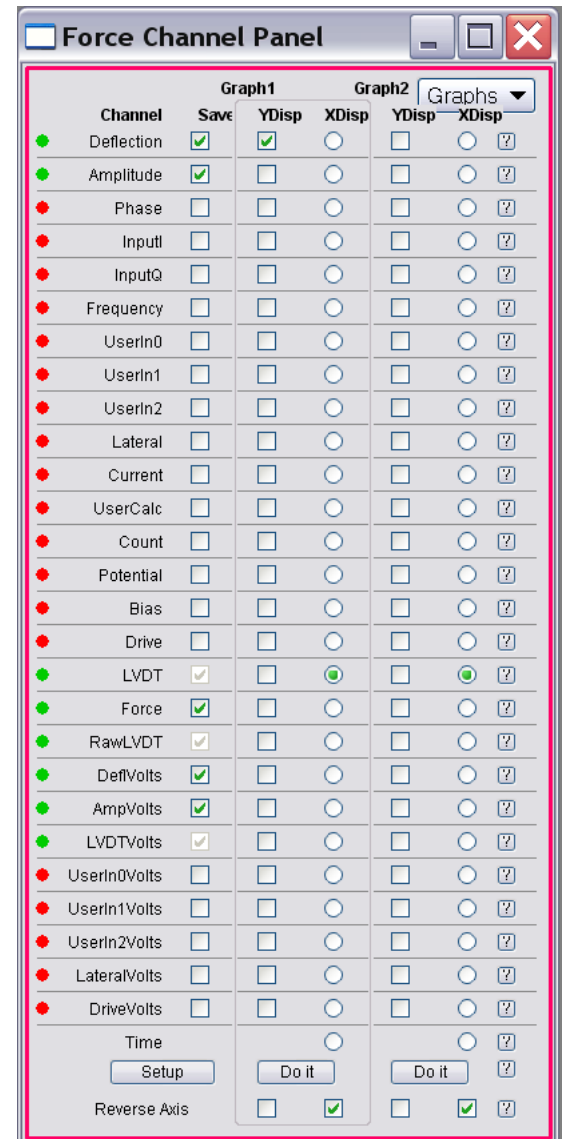 Force Channel Panel
Graph1 Graph2 Graphs
Channel Save YDisp XDisp YDisp XDisp
Deflection ?
Amplitude ?
Phase ?
InputI ?
InputQ ?
Frequency ?
UserIn0 ?
UserIn1 ?
UserIn2 ?
Lateral ?
Current ?
UserCalc ?
Count ?
Potential ?
Bias ?
Drive ?
LVDT ?
Force ?
RawLVDT ?
DeflVolts ?
AmpVolts ?
LVDTVolts ?
UserIn0Volts ?
UserIn1Volts ?
UserIn2Volts ?
LateralVolts ?
DriveVolts ?
Time ?
Setup Do it Do it ?
Reverse Axis ?